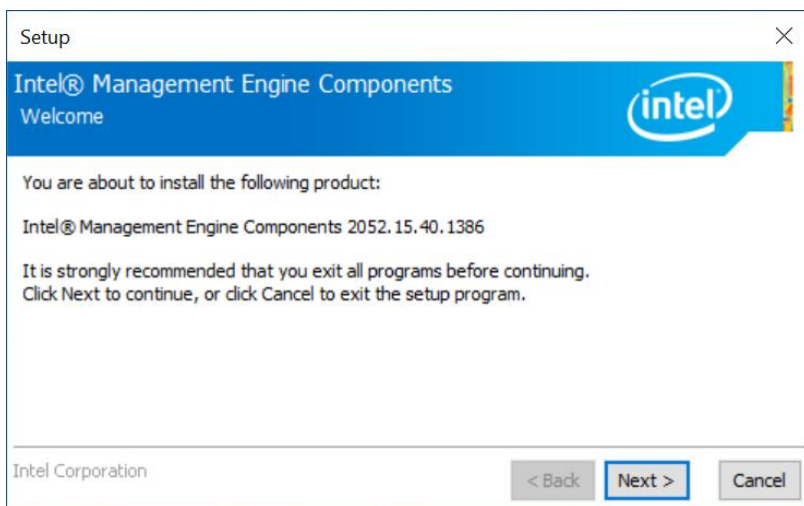 Setup
Intel® Management Engine Components
Welcome
intel
You are about to install the following product:
Intel® Management Engine Components 2052.15.40.1386
It is strongly recommended that you exit all programs before continuing.
Click Next to continue, or click Cancel to exit the setup program.
Intel Corporation
< Back Next > Cancel